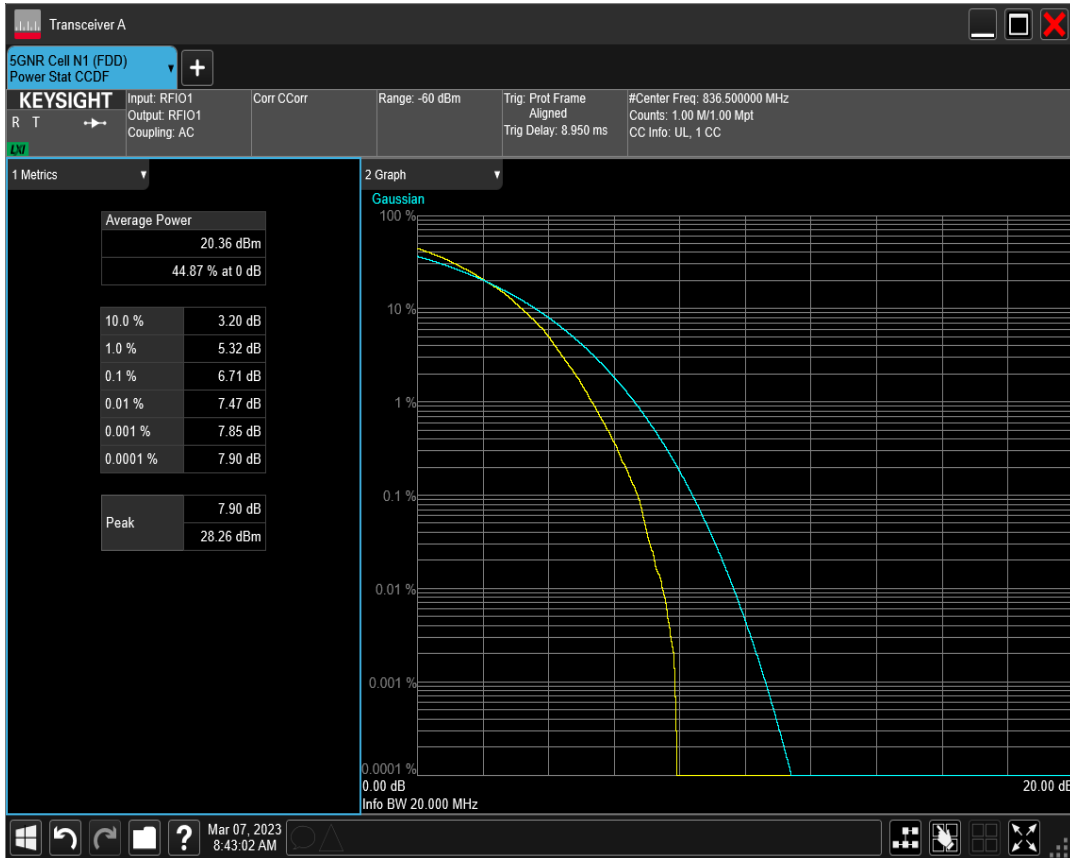 Transceiver A
5GNR Cell N1 (FDD)
Power Stat CCDF
+
KEYSIGHT
R T
LXI
Input: RFIO1
Output: RFIO1
Coupling: AC
Corr CCorr
Range: -60 dBm
Trig: Prot Frame
Aligned
Trig Delay: 8.950 ms
#Center Freq: 836.500000 MHz
Counts: 1.00 M/1.00 Mpt
CC Info: UL, 1 CC
1 Metrics
Average Power
20.36 dBm
44.87 % at 0 dB
10.0 % 3.20 dB
1.0 % 5.32 dB
0.1 % 6.71 dB
0.01 % 7.47 dB
0.001 % 7.85 dB
0.0001 % 7.90 dB
Peak 7.90 dB
28.26 dBm
2 Graph
Gaussian
100 %
10 %
1 %
0.1 %
0.01 %
0.001 %
0.0001 %
0.00 dB 20.00 dB
Info BW 20.000 MHz
?
Mar 07, 2023
8:43:02 AM